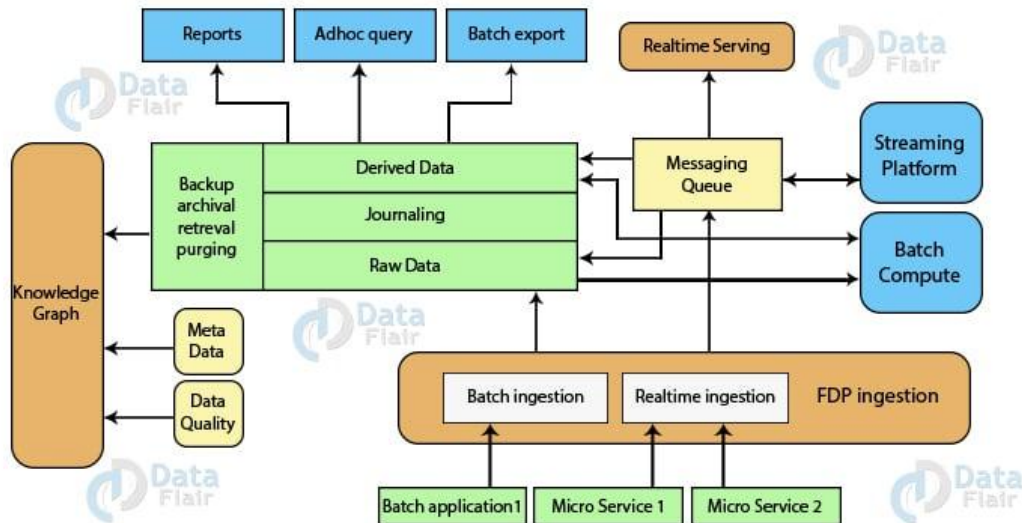 Reports
Adhoc query
Batch export
Realtime Serving
Data
Flair
Data
Flair
Knowledge
Graph
Backup
archival
retreval
purging
Derived Data
Journaling
Raw Data
Messaging
Queue
Streaming
Platform
Batch
Compute
Data
Flair
Meta
Data
Data
Quality
Batch ingestion
Realtime ingestion
FDP ingestion
Batch application1
Micro Service 1
Micro Service 2
Data
Flair
Data
Flair